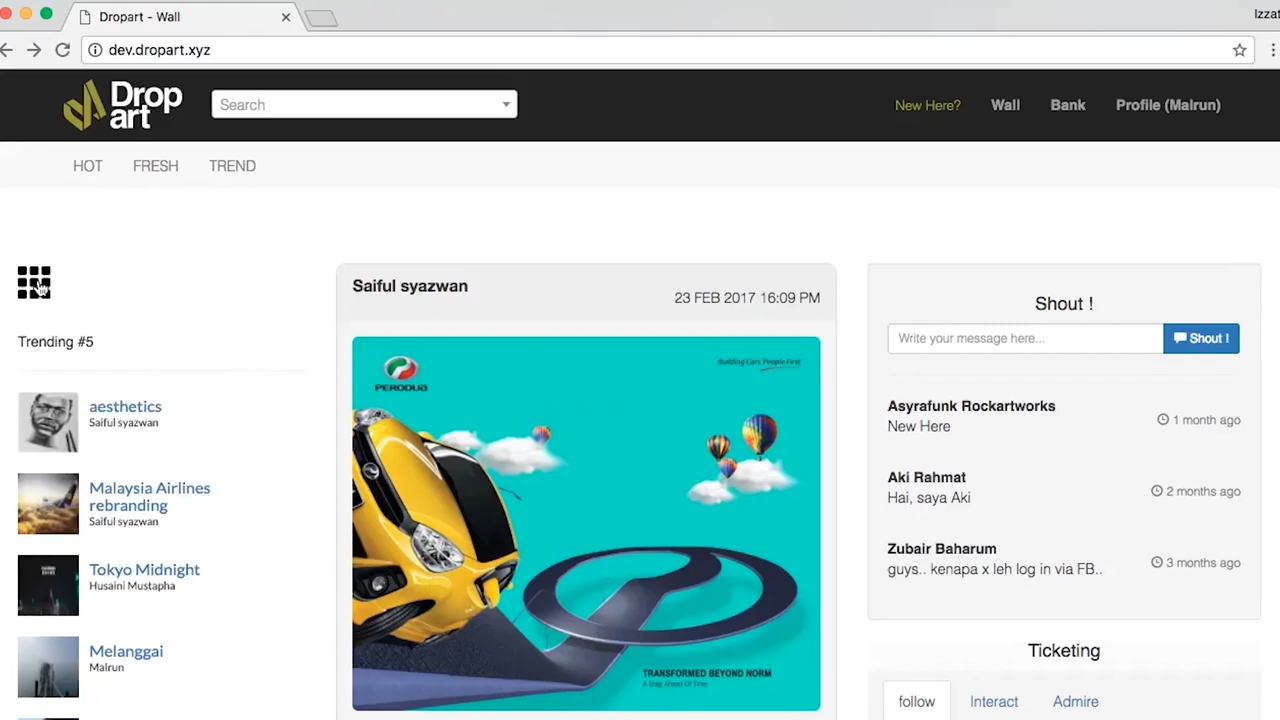 Dropart - Wall
Izzat
dev.dropart.xyz
Drop
art
Search
New Here?
Wall
Bank
Profile (Malrun)
HOT
FRESH
TREND
Trending #5
aesthetics
Saiful syazwan
Malaysia Airlines
rebranding
Saiful syazwan
Tokyo Midnight
Husaini Mustapha
Melanggai
Malrun
Saiful syazwan
23 FEB 2017 16:09 PM
PERODUA
Building Cars, People First
TRANSFORMED BEYOND NORM
A Step Ahead Of Time
Shout !
Write your message here...
Shout !
Asyrafunk Rockartworks
New Here
1 month ago
Aki Rahmat
Hai, saya Aki
2 months ago
Zubair Baharum
guys.. kenapa x leh log in via FB..
3 months ago
Ticketing
follow
Interact
Admire